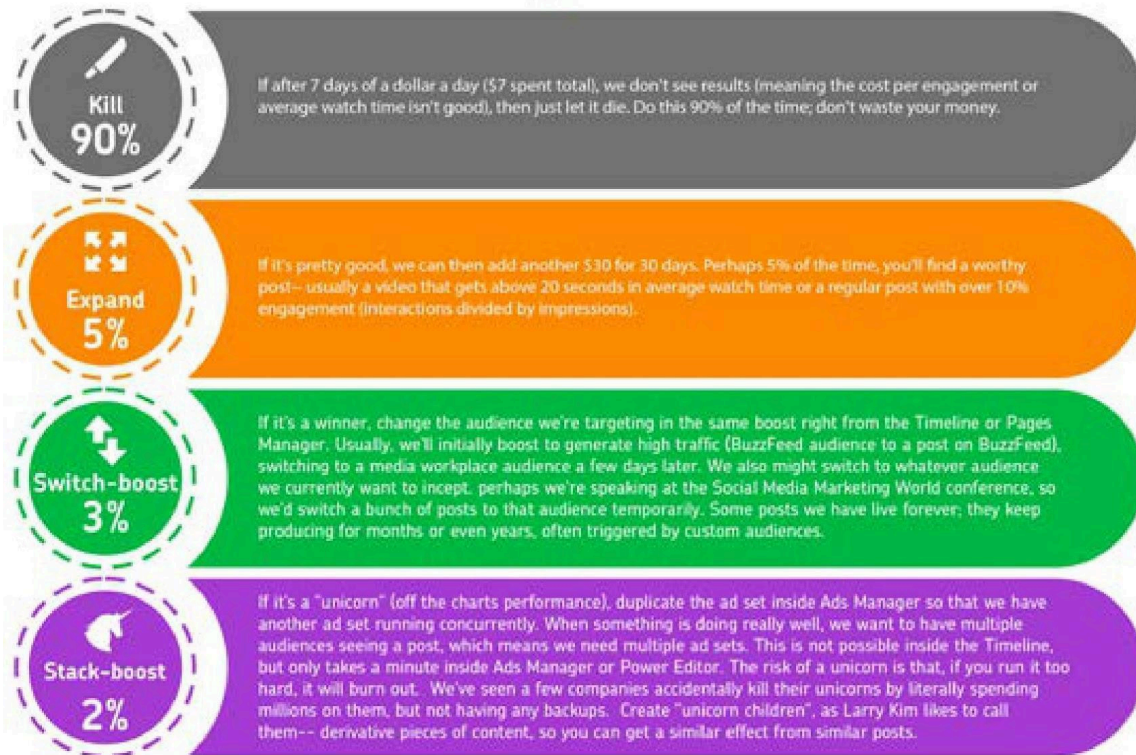 Kill
90%
If after 7 days of a dollar a day ($7 spent total), we don't see results (meaning the cost per engagement or
average watch time isn't good), then just let it die. Do this 90% of the time; don't waste your money.
Expand
5%
If it's pretty good, we can then add another $30 for 30 days. Perhaps 5% of the time, you'll find a worthy
post-- usually a video that gets above 20 seconds in average watch time or a regular post with over 10%
engagement (interactions divided by impressions).
Switch-boost
3%
If it's a winner, change the audience we're targeting in the same boost right from the Timeline or Pages
Manager. Usually, we'll initially boost to generate high traffic (BuzzFeed audience to a post on BuzzFeed),
switching to a media workplace audience a few days later. We also might switch to whatever audience
we currently want to incept. perhaps we're speaking at the Social Media Marketing World conference, so
we'd switch a bunch of posts to that audience temporarily. Some posts we have live forever; they keep
producing for months or even years, often triggered by custom audiences.
Stack-boost
2%
If it's a "unicorn" (off the charts performance), duplicate the ad set inside Ads Manager so that we have
another ad set running concurrently. When something is doing really well, we want to have multiple
audiences seeing a post, which means we need multiple ad sets. This is not possible inside the Timeline,
but only takes a minute inside Ads Manager or Power Editor. The risk of a unicorn is that, if you run it too
hard, it will burn out. We've seen a few companies accidentally kill their unicorns by literally spending
millions on them, but not having any backups. Create "unicorn children", as Larry Kim likes to call
them-- derivative pieces of content, so you can get a similar effect from similar posts.